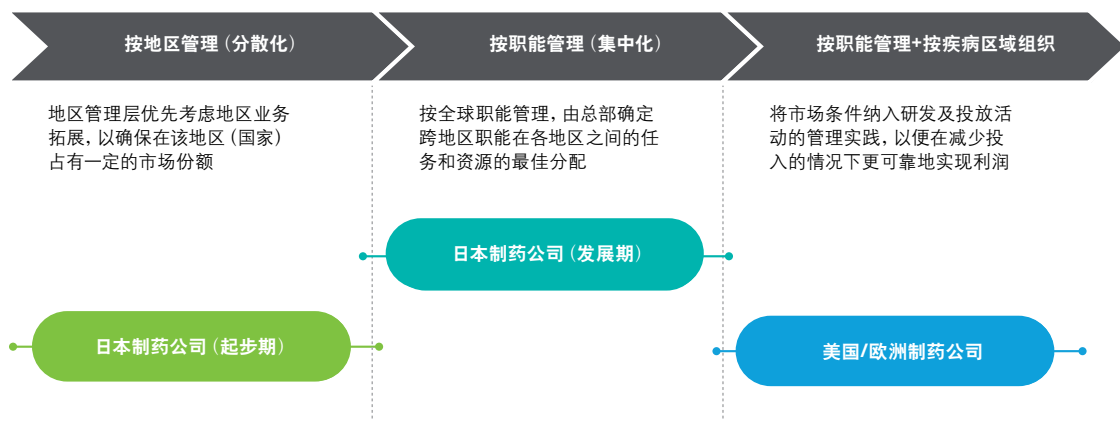 按地区管理（分散化）
按职能管理（集中化）
按职能管理+按疾病区域组织
地区管理层优先考虑地区业务
拓展，以确保在该地区（国家）
占有一定的市场份额
按全球职能管理，由总部确定
跨地区职能在各地区之间的任
务和资源的最佳分配
将市场条件纳入研发及投放活
动的管理实践，以便在减少投
入的情况下更可靠地实现利润
日本制药公司（发展期）
日本制药公司（起步期）
美国/欧洲制药公司